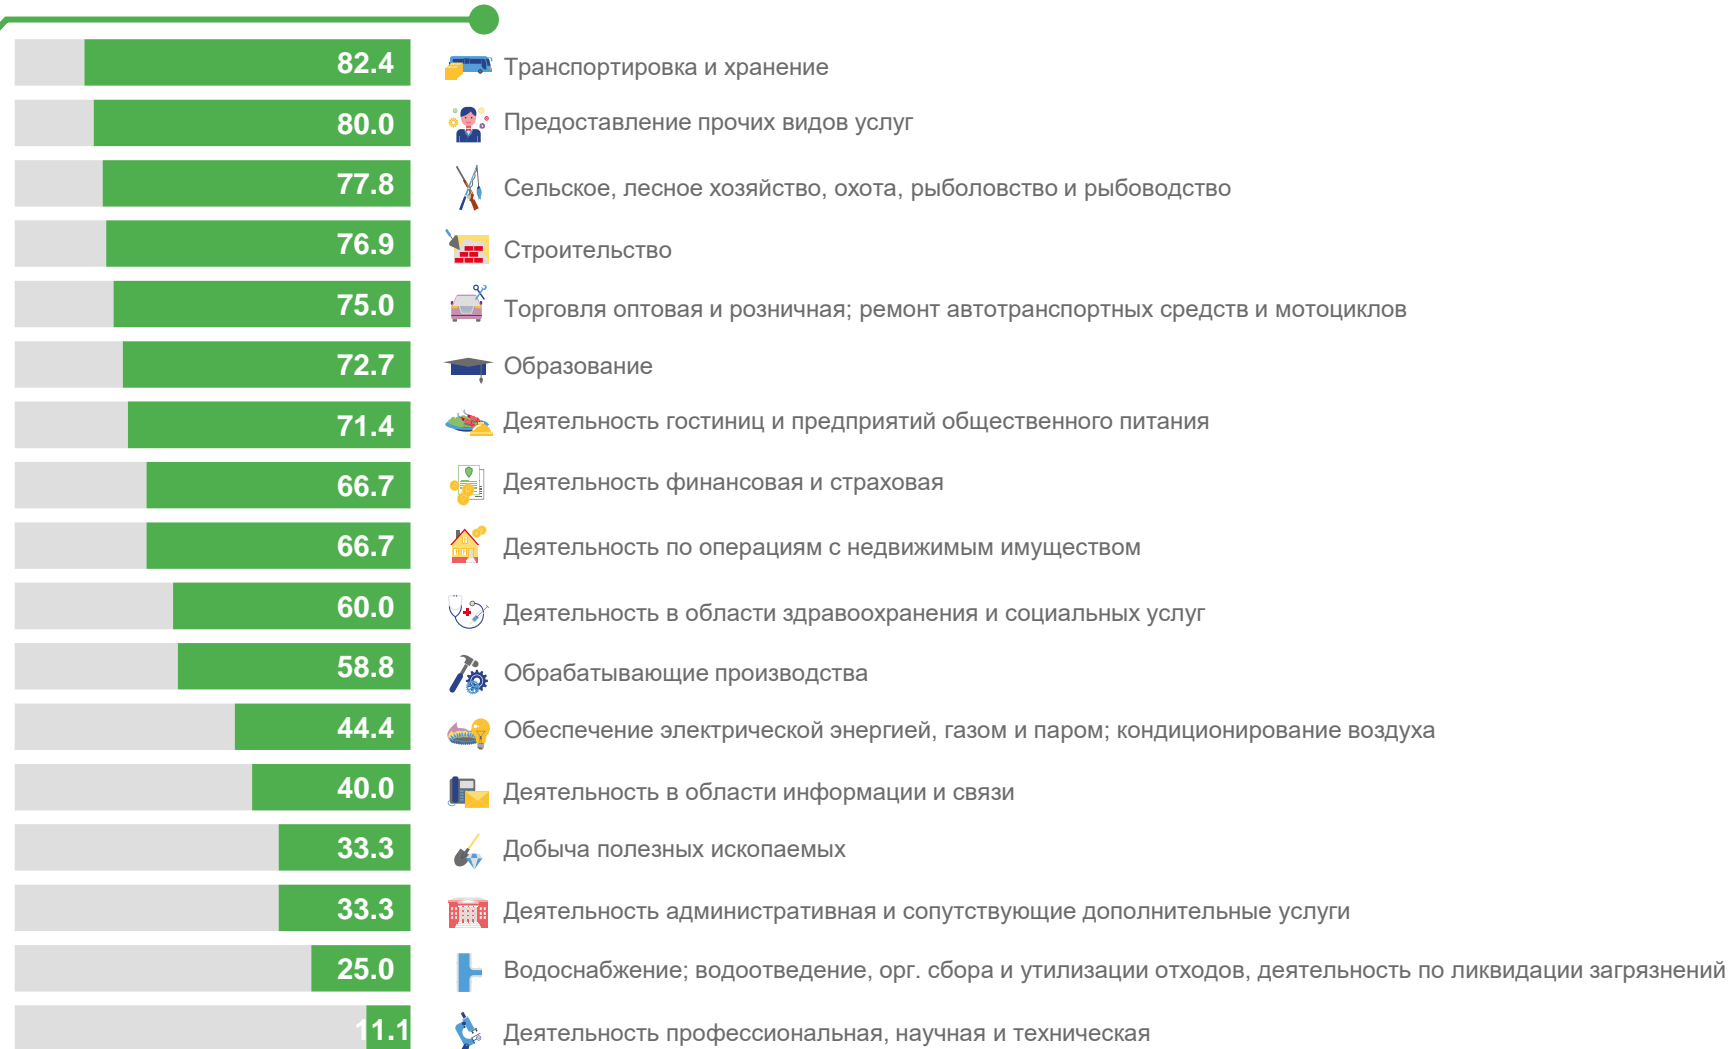 82.4 Транспортировка и хранение
80.0 Предоставление прочих видов услуг
77.8 Сельское, лесное хозяйство, охота, рыболовство и рыбоводство
76.9 Строительство
75.0 Торговля оптовая и розничная; ремонт автотранспортных средств и мотоциклов
72.7 Образование
71.4 Деятельность гостиниц и предприятий общественного питания
66.7 Деятельность финансовая и страховая
66.7 Деятельность по операциям с недвижимым имуществом
60.0 Деятельность в области здравоохранения и социальных услуг
58.8 Обрабатывающие производства
44.4 Обеспечение электрической энергией, газом и паром; кондиционирование воздуха
40.0 Деятельность в области информации и связи
33.3 Добыча полезных ископаемых
33.3 Деятельность административная и сопутствующие дополнительные услуги
25.0 Водоснабжение; водоотведение, орг. сбора и утилизации отходов, деятельность по ликвидации загрязнений
11.1 Деятельность профессиональная, научная и техническая